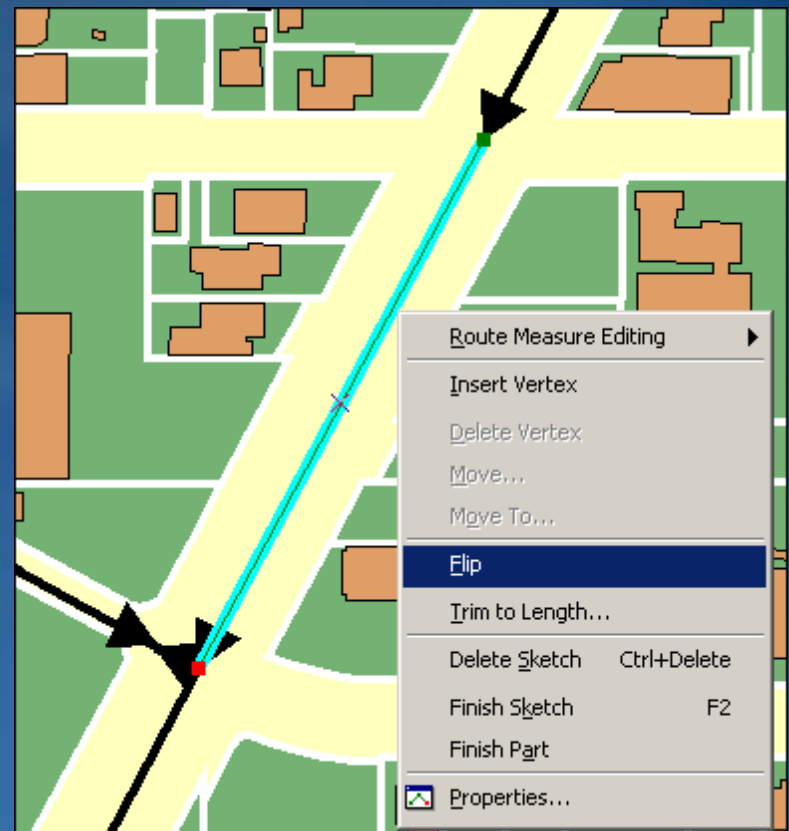 Route Measure Editing
Insert Vertex
Delete Vertex
Move...
Move To...
Flip
Trim to Length...
Delete Sketch Ctrl+Delete
Finish Sketch F2
Finish Part
Properties...